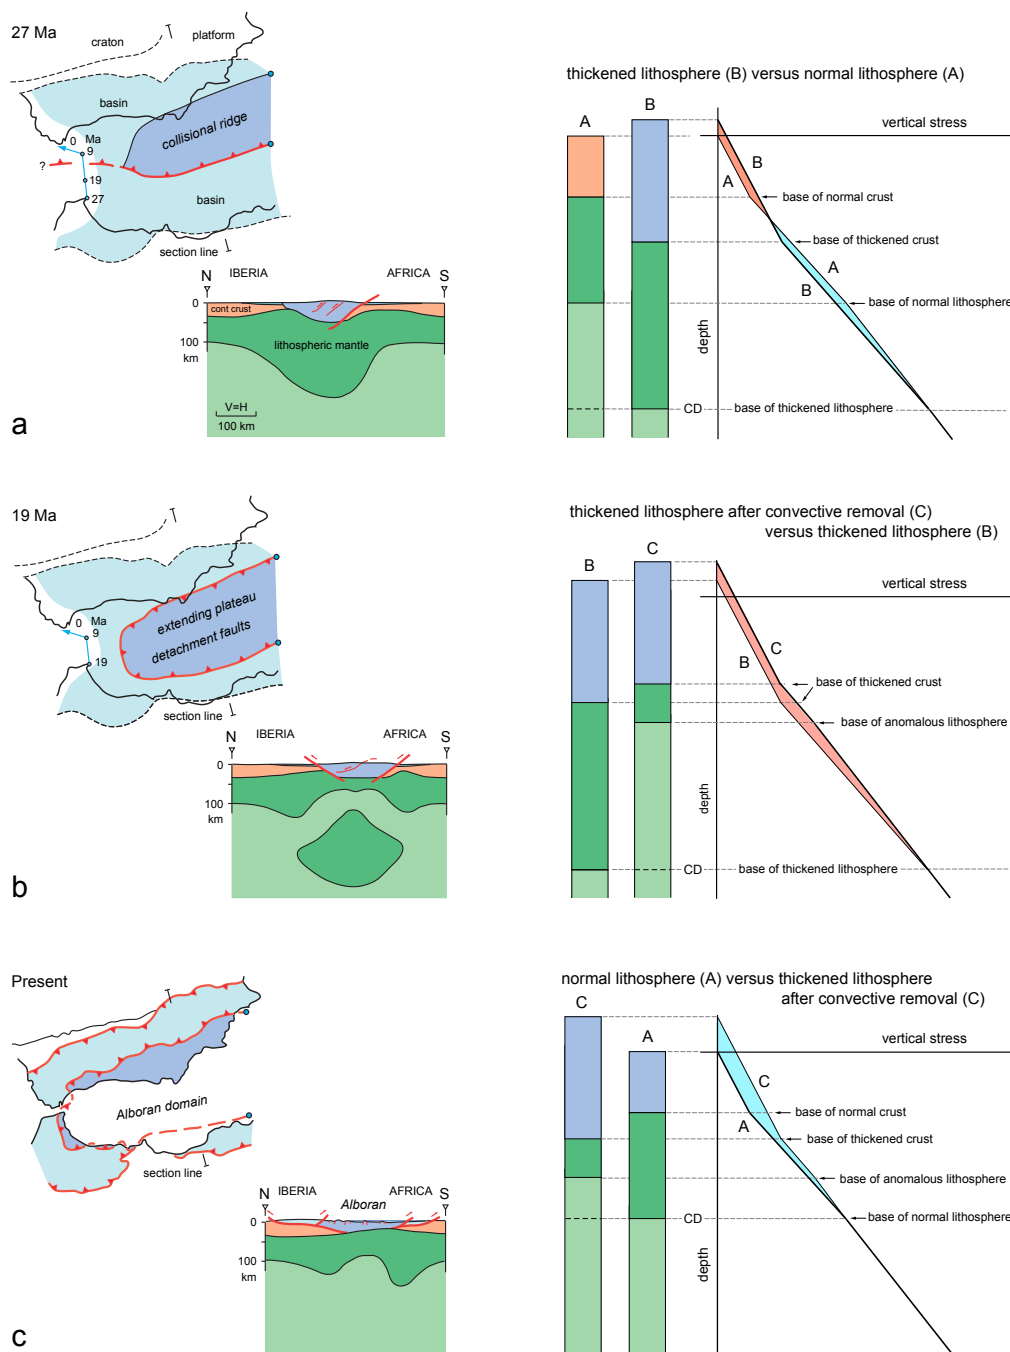 27 Ma
craton
platform
basin
collisional ridge
0 Ma
9
?
19
27
basin
section line
N IBERIA AFRICA S
0
cont crust
lithospheric mantle
100
km
V=H
100 km
a
thickened lithosphere (B) versus normal lithosphere (A)
A
B
vertical stress
B
A
base of normal crust
base of thickened crust
A
B
base of normal lithosphere
depth
CD
base of thickened lithosphere
19 Ma
0 Ma
9
19
extending plateau
detachment faults
section line
N IBERIA AFRICA S
0
100
km
b
thickened lithosphere after convective removal (C)
versus thickened lithosphere (B)
B
C
vertical stress
B
C
base of thickened crust
base of anomalous lithosphere
depth
CD
base of thickened lithosphere
Present
Alboran domain
section line
N IBERIA AFRICA S
Alboran
0
100
km
c
normal lithosphere (A) versus thickened lithosphere
after convective removal (C)
C
A
vertical stress
C
A
base of normal crust
base of thickened crust
base of anomalous lithosphere
CD
base of normal lithosphere
depth